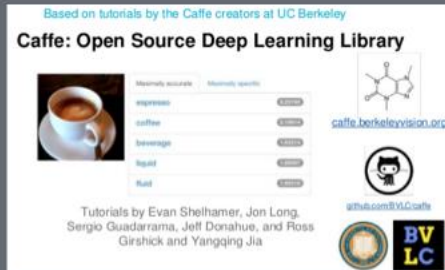 Based on tutorials by the Caffe creators at UC Berkeley
Caffe: Open Source Deep Learning Library
Maximally accurate
Maximally specific
espresso
coffee
beverage
liquid
fluid
caffe.berkeleyvision.org
github.com/BVLC/caffe
Tutorials by Evan Shelhamer, Jon Long,
Sergio Guadarrama, Jeff Donahue, and Ross
Girshick and Yangqing Jia
BV
LC